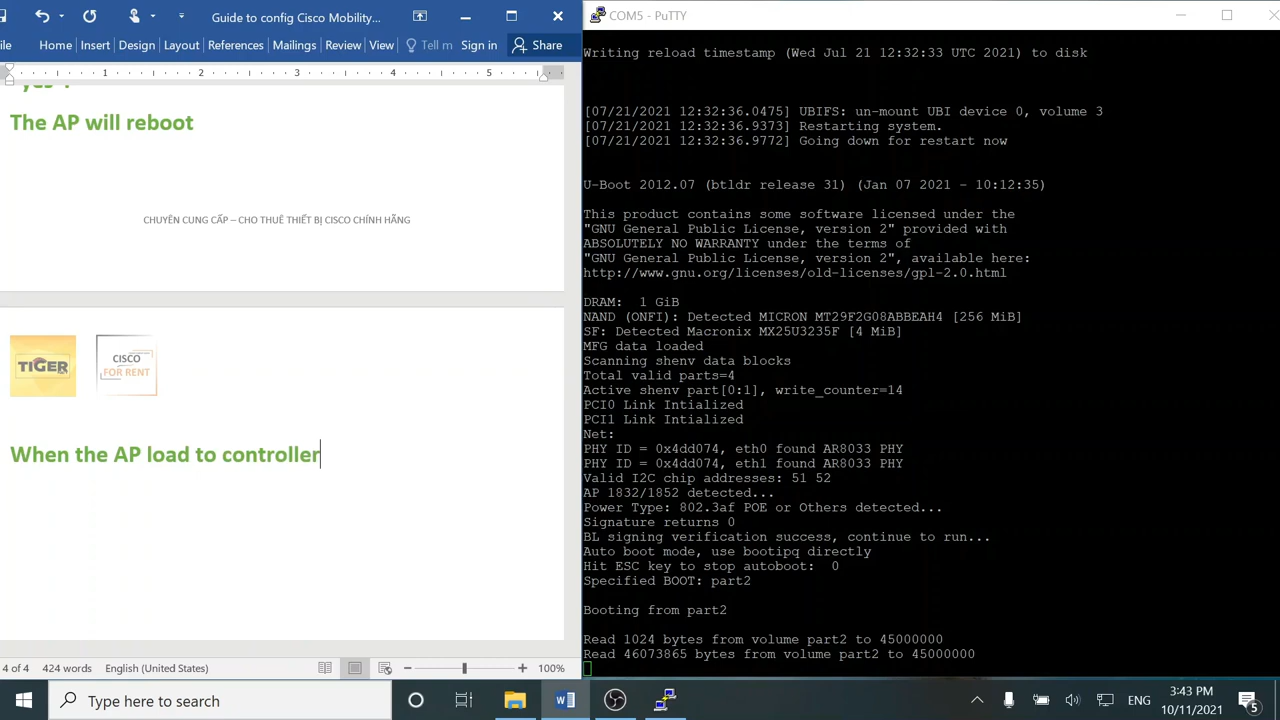 Guide to config Cisco Mobility...
ile Home Insert Design Layout References Mailings Review View Tell m Sign in Share
1 2 3 4 5
The AP will reboot
CHUYÊN CUNG CẤP – CHO THUÊ THIẾT BỊ CISCO CHÍNH HÃNG
TIGER
CISCO
FOR RENT
When the AP load to controller
4 of 4 424 words English (United States) 100%
COM5 - PuTTY
Writing reload timestamp (Wed Jul 21 12:32:33 UTC 2021) to disk
[07/21/2021 12:32:36.0475] UBIFS: un-mount UBI device 0, volume 3
[07/21/2021 12:32:36.9373] Restarting system.
[07/21/2021 12:32:36.9772] Going down for restart now
U-Boot 2012.07 (btldr release 31) (Jan 07 2021 - 10:12:35)
This product contains some software licensed under the
"GNU General Public License, version 2" provided with
ABSOLUTELY NO WARRANTY under the terms of
"GNU General Public License, version 2", available here:
http://www.gnu.org/licenses/old-licenses/gpl-2.0.html
DRAM:  1 GiB
NAND (ONFI): Detected MICRON MT29F2G08ABBEAH4 [256 MiB]
SF: Detected Macronix MX25U3235F [4 MiB]
MFG data loaded
Scanning shenv data blocks
Total valid parts=4
Active shenv part[0:1], write_counter=14
PCI0 Link Intialized
PCI1 Link Intialized
Net:
PHY ID = 0x4dd074, eth0 found AR8033 PHY
PHY ID = 0x4dd074, eth1 found AR8033 PHY
Valid I2C chip addresses: 51 52
AP 1832/1852 detected...
Power Type: 802.3af POE or Others detected...
Signature returns 0
BL signing verification success, continue to run...
Auto boot mode, use bootipq directly
Hit ESC key to stop autoboot:  0
Specified BOOT: part2
Booting from part2
Read 1024 bytes from volume part2 to 45000000
Read 46073865 bytes from volume part2 to 45000000
Type here to search
ENG
3:43 PM
10/11/2021
5